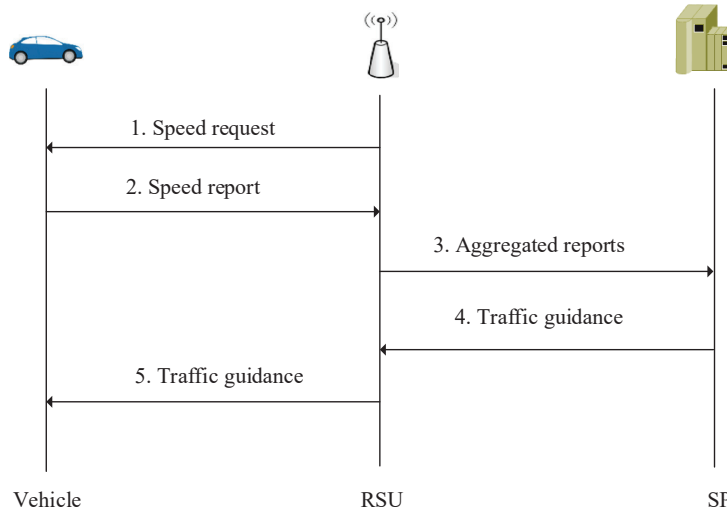 1. Speed request
2. Speed report
3. Aggregated reports
4. Traffic guidance
5. Traffic guidance
Vehicle
RSU